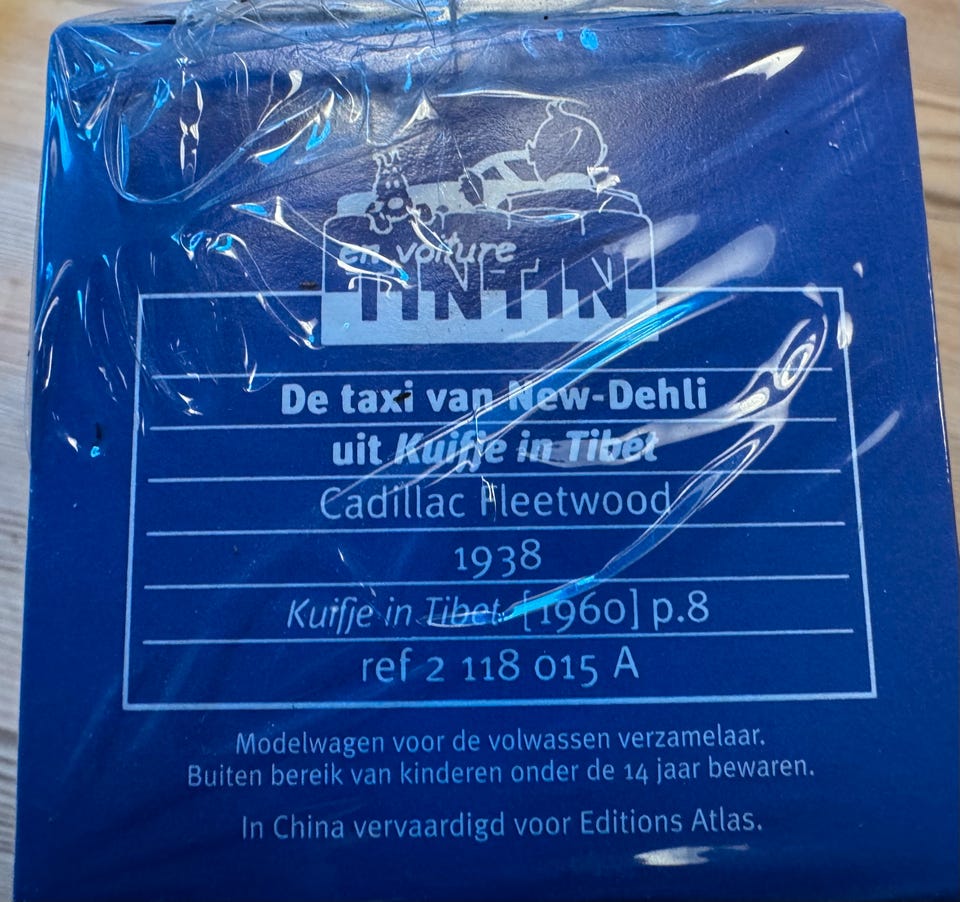 en voiture
TINTIN
De taxi van New-Dehli
uit Kuifje in Tibet
Cadillac Fleetwood
1938
Kuifje in Tibet [1960] p.8
ref 2 118 015 A
Modelwagen voor de volwassen verzamelaar.
Buiten bereik van kinderen onder de 14 jaar bewaren.
In China vervaardigd voor Editions Atlas.